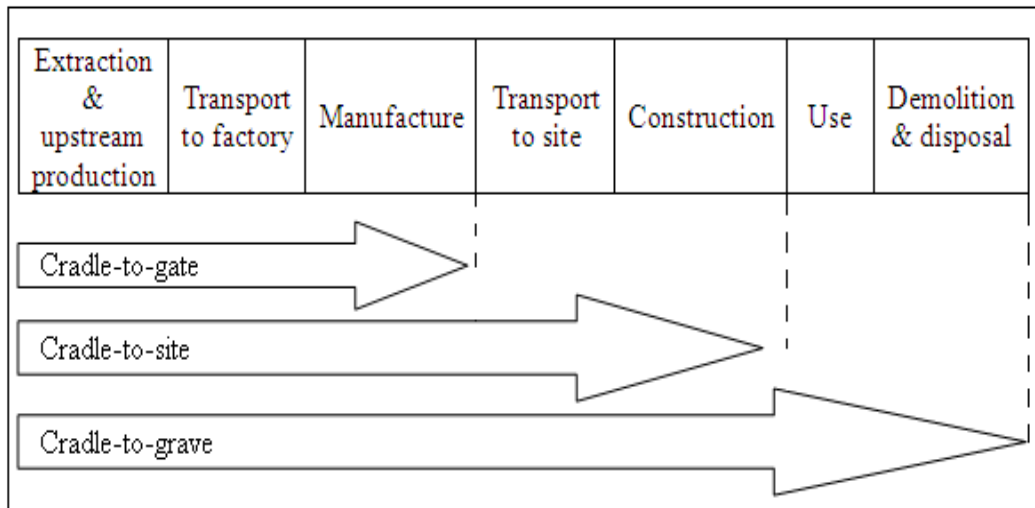 Extraction
&
upstream
production
Transport
to factory
Manufacture
Transport
to site
Construction
Use
Demolition
& disposal
Cradle-to-gate
Cradle-to-site
Cradle-to-grave